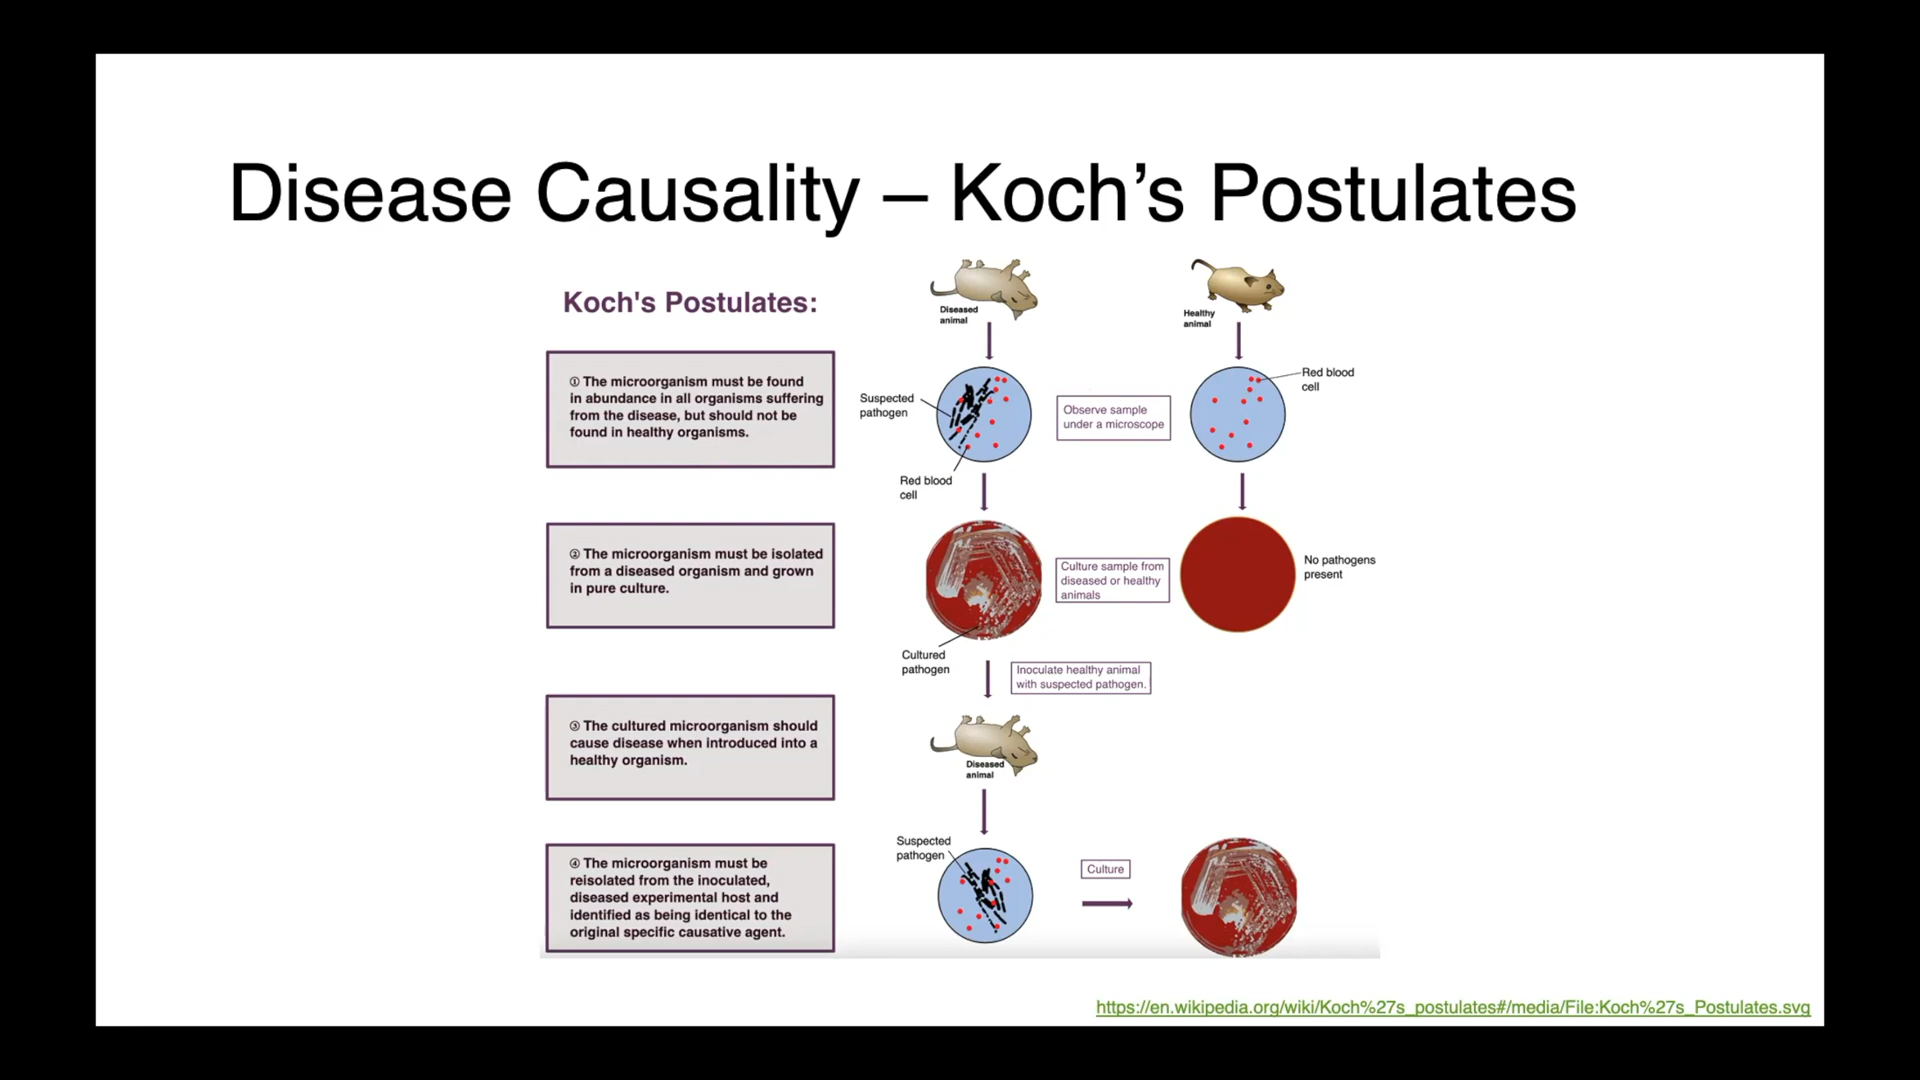 Disease Causality – Koch's Postulates
Koch's Postulates:
Diseased
animal
Healthy
animal
① The microorganism must be found
in abundance in all organisms suffering
from the disease, but should not be
found in healthy organisms.
Suspected
pathogen
Red blood
cell
Observe sample
under a microscope
Red blood
cell
② The microorganism must be isolated
from a diseased organism and grown
in pure culture.
Culture sample from
diseased or healthy
animals
No pathogens
present
Cultured
pathogen
Inoculate healthy animal
with suspected pathogen.
③ The cultured microorganism should
cause disease when introduced into a
healthy organism.
Diseased
animal
④ The microorganism must be
reisolated from the inoculated,
diseased experimental host and
identified as being identical to the
original specific causative agent.
Suspected
pathogen
Culture
https://en.wikipedia.org/wiki/Koch%27s_postulates#/media/File:Koch%27s_Postulates.svg